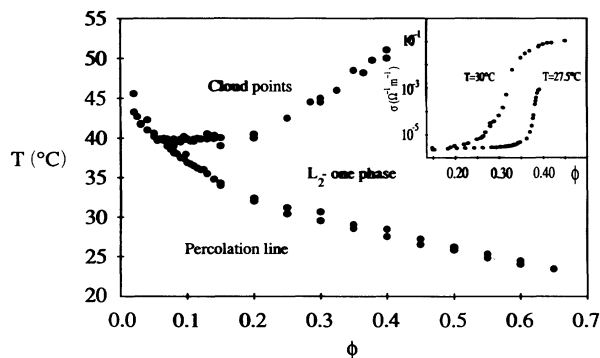 55
50
45
40
35
30
25
20
T (°C)
0.0 0.1 0.2 0.3 0.4 0.5 0.6 0.7
ϕ
Cloud points
L₂- one phase
Percolation line
10⁻¹
10⁻³
10⁻⁵
σ (Ω⁻¹m⁻¹)
T=30°C
T=27.5°C
0.20 0.30 0.40 ϕ